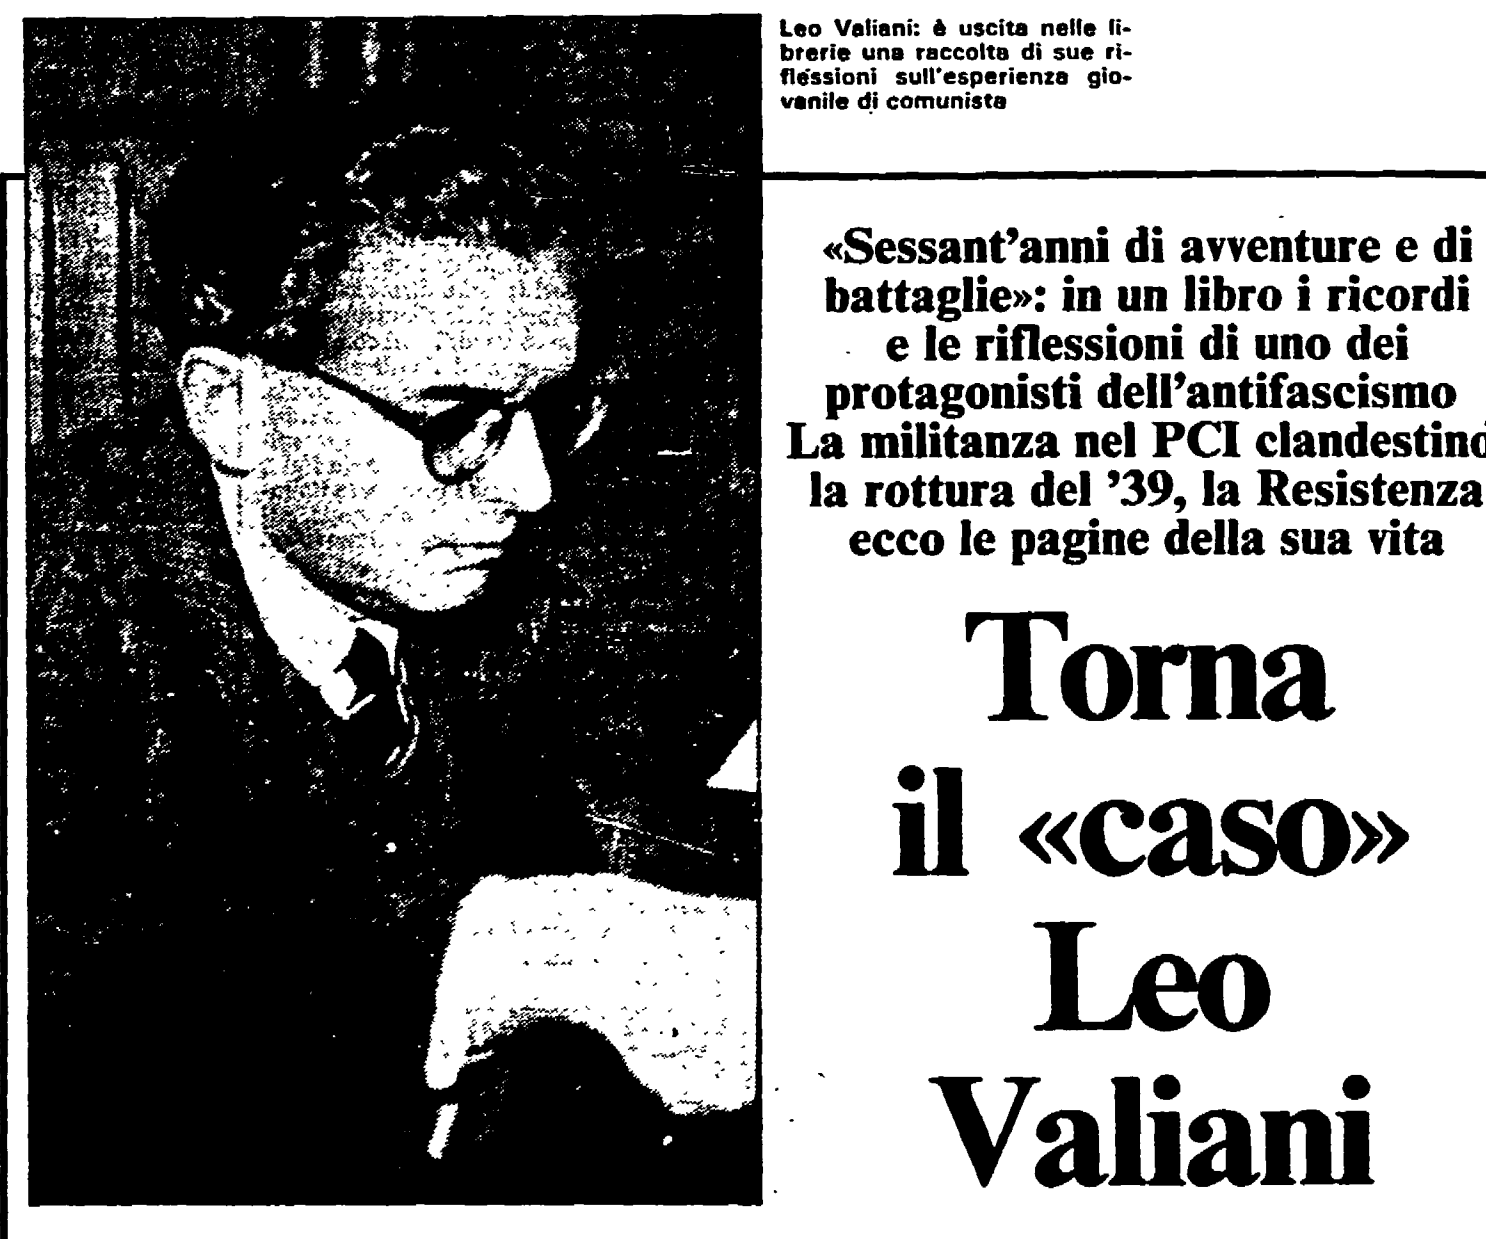 Leo Valiani: è uscita nelle li-
brerie una raccolta di sue ri-
flessioni sull'esperienza gio-
vanile di comunista
«Sessant'anni di avventure e di
battaglie»: in un libro i ricordi
e le riflessioni di uno dei
protagonisti dell'antifascismo
La militanza nel PCI clandestino
la rottura del '39, la Resistenza
ecco le pagine della sua vita
Torna
il «caso»
Leo
Valiani